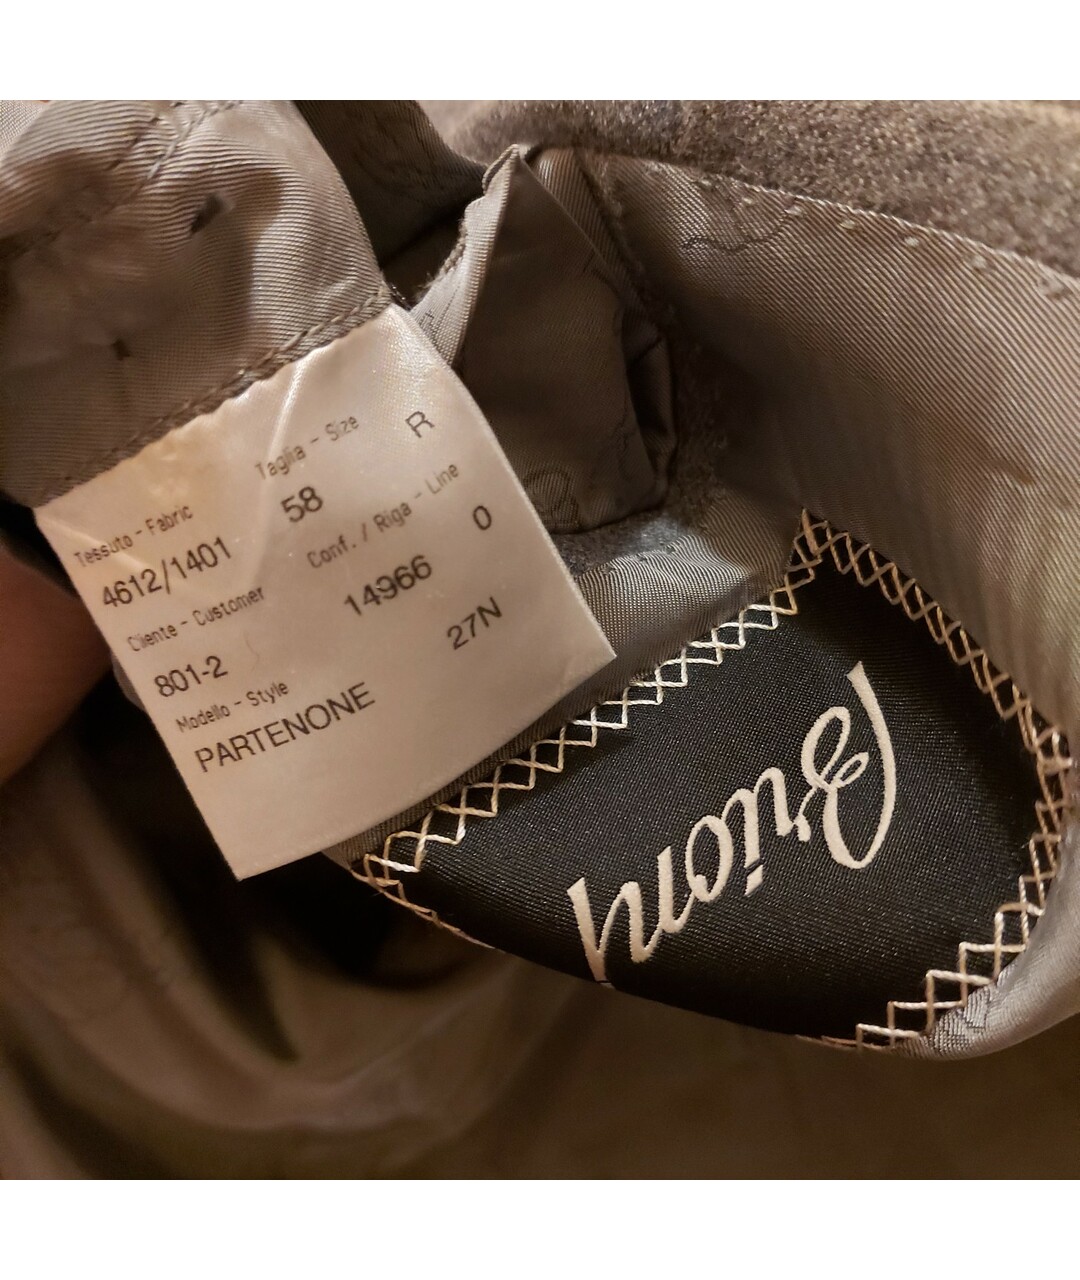 Tessuto - Fabric
4612/1401
Taglia - Size
58 R
Cliente - Customer
801-2
Conf. / Riga - Line
14966 0
Modello - Style
PARTENONE 27N
Brioni